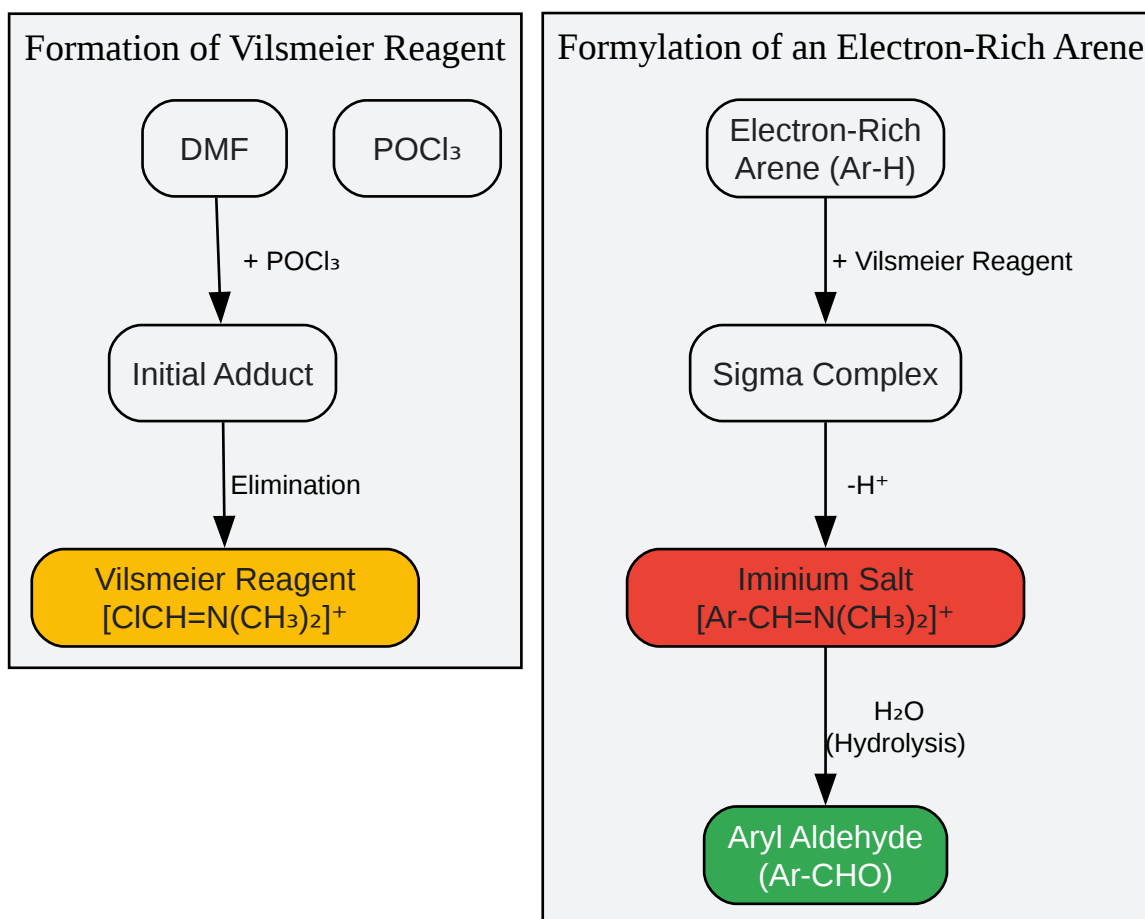 Formation of Vilsmeier Reagent
DMF
POCl₃
+ POCl₃
Initial Adduct
Elimination
Vilsmeier Reagent
[ClCH=N(CH₃)₂]⁺
Formylation of an Electron-Rich Arene
Electron-Rich
Arene (Ar-H)
+ Vilsmeier Reagent
Sigma Complex
-H⁺
Iminium Salt
[Ar-CH=N(CH₃)₂]⁺
H₂O
(Hydrolysis)
Aryl Aldehyde
(Ar-CHO)